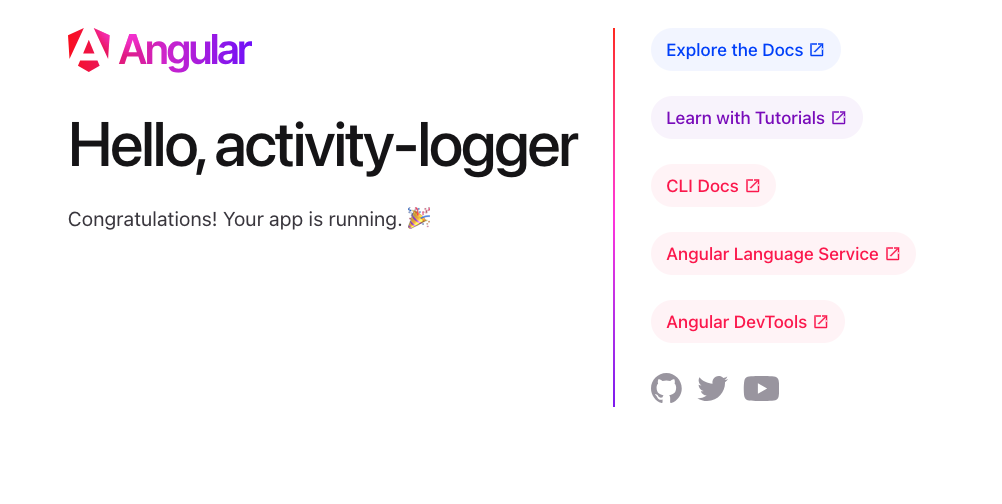 Angular
Hello, activity-logger
Congratulations! Your app is running. 🎉
Explore the Docs
Learn with Tutorials
CLI Docs
Angular Language Service
Angular DevTools